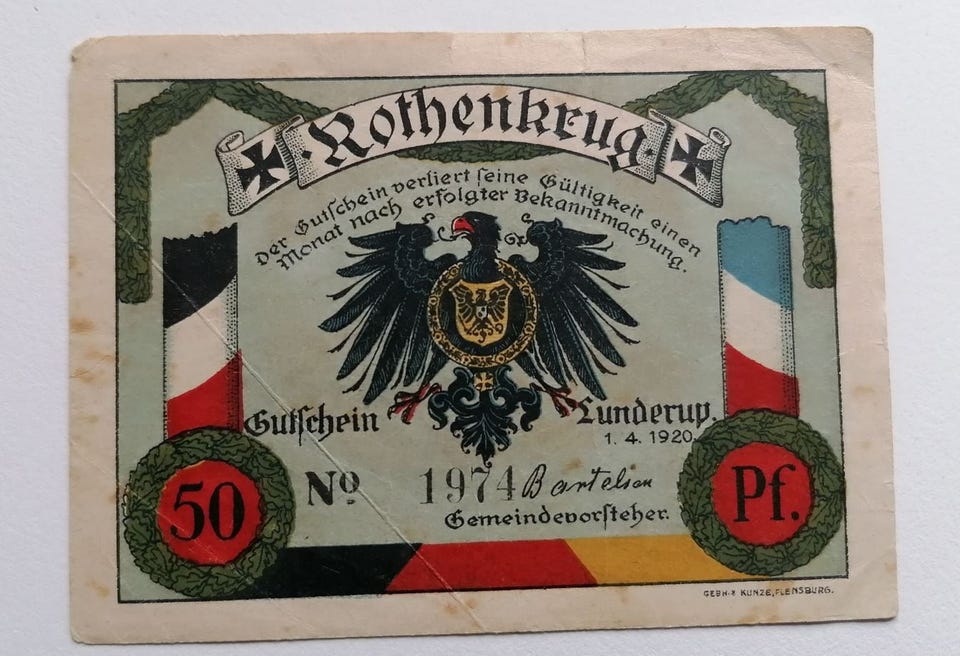 ·Rothenkrug·
Der Gutschein verliert seine Gültigkeit einen
Monat nach erfolgter Bekanntmachung.
Gutschein
Lunderup.
1. 4. 1920.
50
No 1974
Bartelsen
Pf.
Gemeindevorsteher.
GEBR. KUNZE, FLENSBURG.